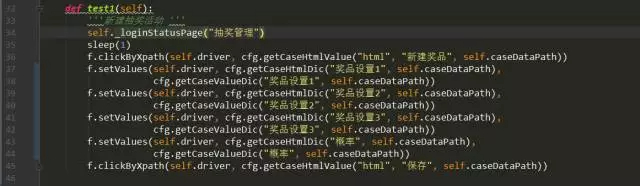 32 def test1(self):
33 '''新建抽奖活动 '''
34 self._loginStatusPage("抽奖管理")
35 sleep(1)
36 f.clickByXpath(self.driver, cfg.getCaseHtmlValue("html", "新建奖品", self.caseDataPath))
37 f.setValues(self.driver, cfg.getCaseHtmlDic("奖品设置1", self.caseDataPath),
38 cfg.getCaseValueDic("奖品设置1", self.caseDataPath))
39 f.setValues(self.driver, cfg.getCaseHtmlDic("奖品设置2", self.caseDataPath),
40 cfg.getCaseValueDic("奖品设置2", self.caseDataPath))
41 f.setValues(self.driver, cfg.getCaseHtmlDic("奖品设置3", self.caseDataPath),
42 cfg.getCaseValueDic("奖品设置3", self.caseDataPath))
43 f.setValues(self.driver, cfg.getCaseHtmlDic("概率", self.caseDataPath),
44 cfg.getCaseValueDic("概率", self.caseDataPath))
45 f.clickByXpath(self.driver, cfg.getCaseHtmlValue("html", "保存", self.caseDataPath))
46